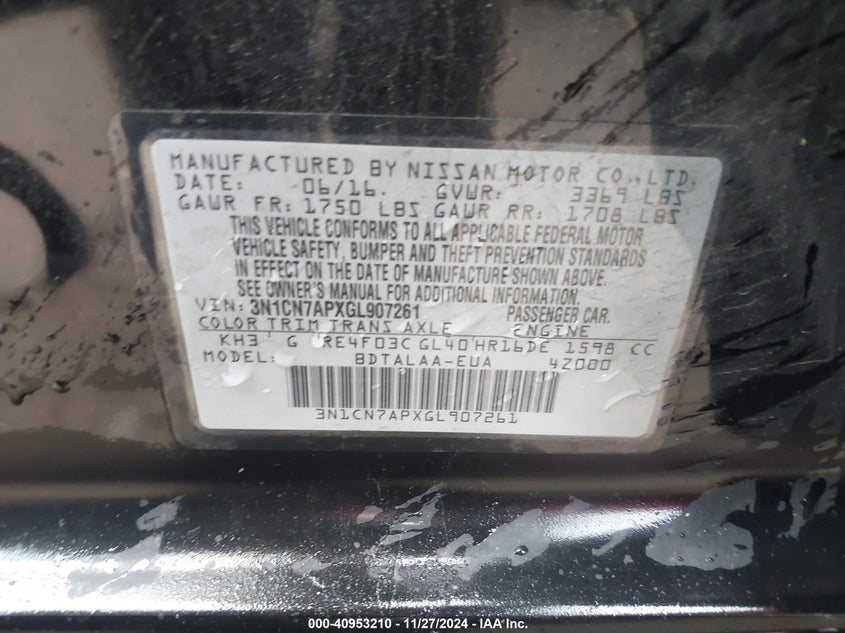 MANUFACTURED BY NISSAN MOTOR CO., LTD.
DATE: 06/16. GVWR: 3369 LBS
GAWR FR: 1750 LBS GAWR RR: 1708 LBS
THIS VEHICLE CONFORMS TO ALL APPLICABLE FEDERAL MOTOR
VEHICLE SAFETY, BUMPER AND THEFT PREVENTION STANDARDS
IN EFFECT ON THE DATE OF MANUFACTURE SHOWN ABOVE.
SEE OWNER'S MANUAL FOR ADDITIONAL INFORMATION.
VIN: 3N1CN7APXGL907261 PASSENGER CAR.
COLOR TRIM TRANS AXLE ENGINE
KH3 G RE4F03C GL40 HR16DE 1598 CC
MODEL: BDTALAA-EUA 42000
3N1CN7APXGL907261
000-40953210 - 11/27/2024 - IAA Inc.